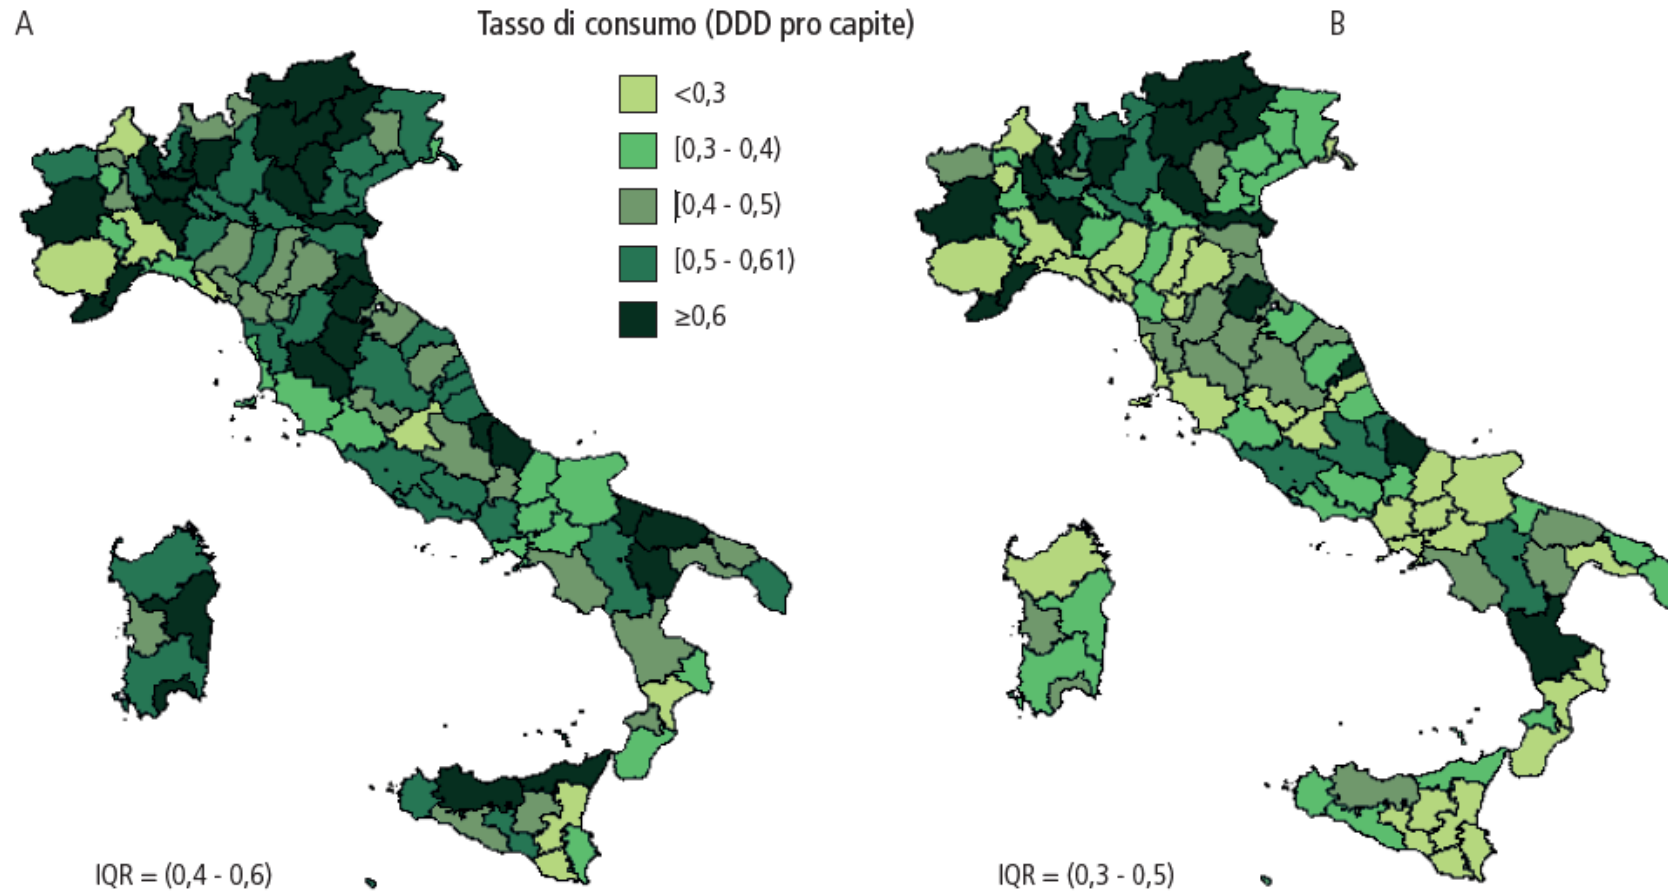 A
Tasso di consumo (DDD pro capite)
B
<0,3
[0,3 - 0,4)
[0,4 - 0,5)
[0,5 - 0,61)
≥0,6
IQR = (0,4 - 0,6)
IQR = (0,3 - 0,5)